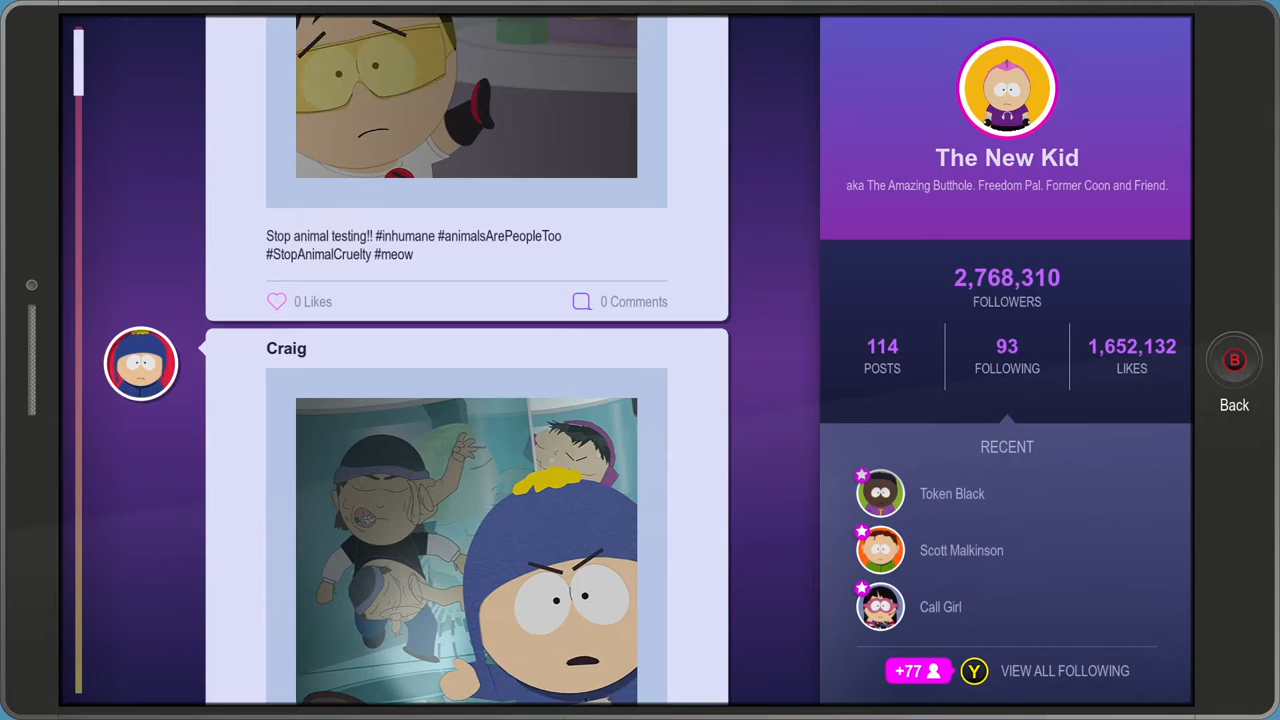 Stop animal testing!! #inhumane #animalsArePeopleToo
#StopAnimalCruelty #meow
0 Likes
0 Comments
Craig
The New Kid
aka The Amazing Butthole. Freedom Pal. Former Coon and Friend.
2,768,310
FOLLOWERS
114
POSTS
93
FOLLOWING
1,652,132
LIKES
RECENT
Token Black
Scott Malkinson
Call Girl
+77
Y
VIEW ALL FOLLOWING
B
Back